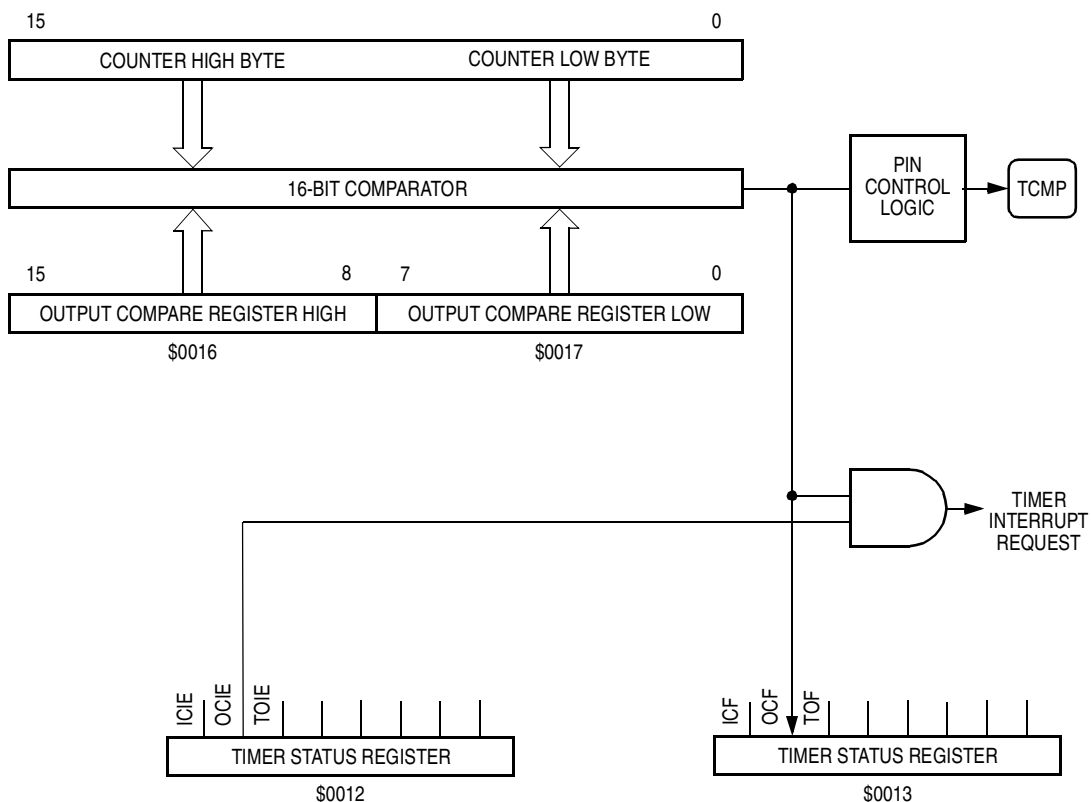 15 0
COUNTER HIGH BYTE COUNTER LOW BYTE
16-BIT COMPARATOR
PIN
CONTROL
LOGIC
TCMP
15 8 7 0
OUTPUT COMPARE REGISTER HIGH OUTPUT COMPARE REGISTER LOW
$0016 $0017
TIMER
INTERRUPT
REQUEST
ICIE
OCIE
TOIE
TIMER STATUS REGISTER
$0012
ICF
OCF
TOF
TIMER STATUS REGISTER
$0013